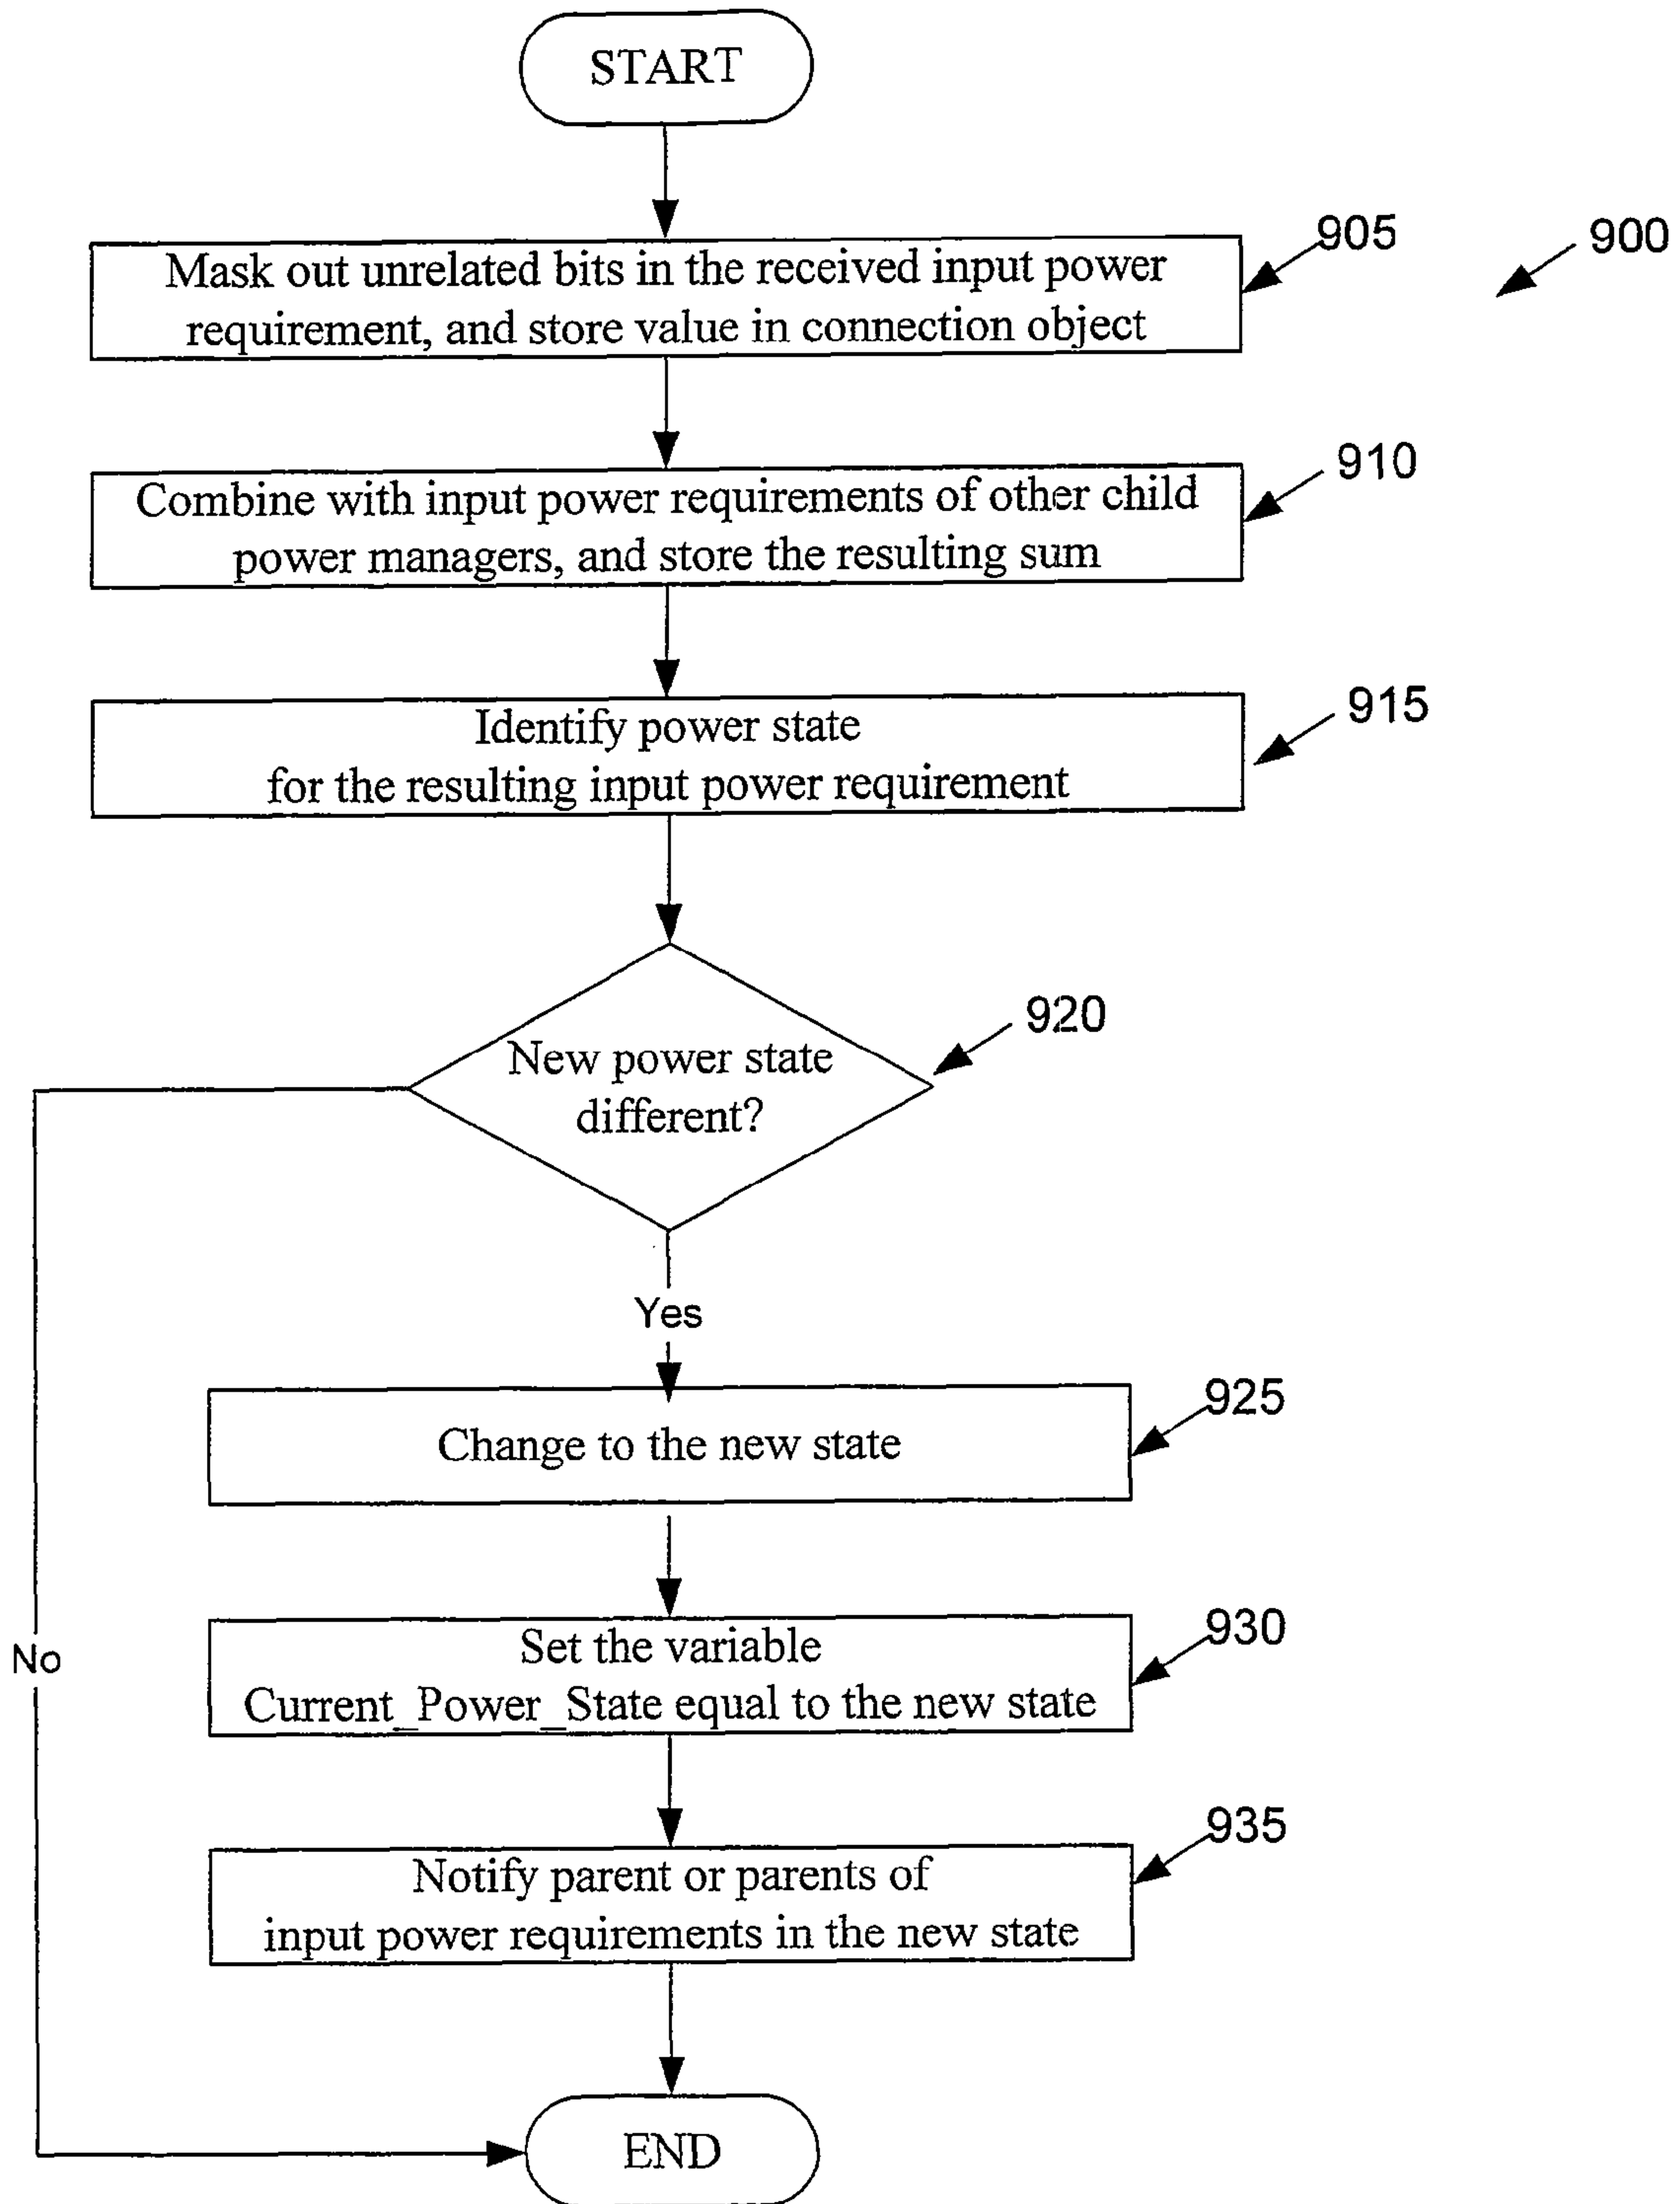 START
Mask out unrelated bits in the received input power
requirement, and store value in connection object
905
900
Combine with input power requirements of other child
power managers, and store the resulting sum
910
Identify power state
for the resulting input power requirement
915
New power state
different?
920
Yes
Change to the new state
925
No
Set the variable
Current_Power_State equal to the new state
930
Notify parent or parents of
input power requirements in the new state
935
END